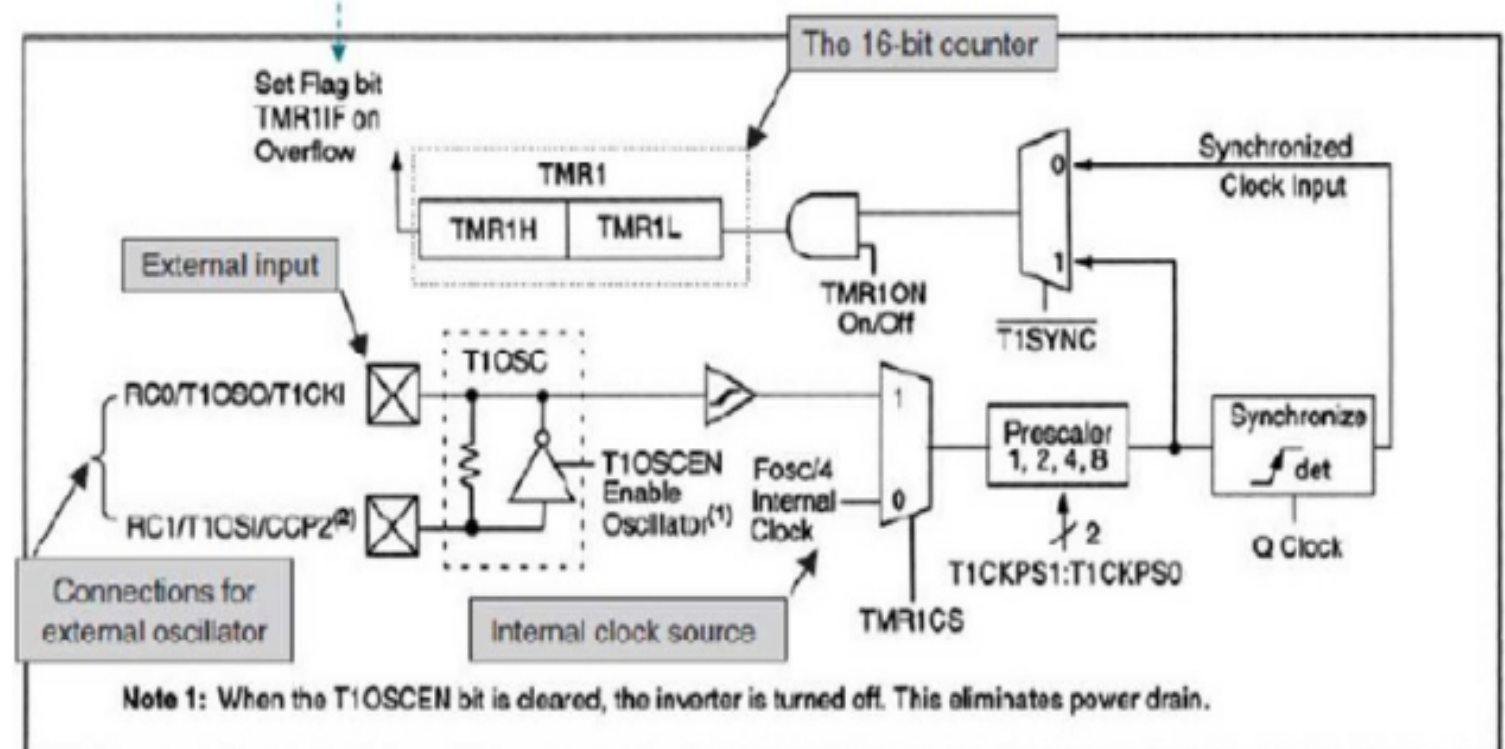 The 16-bit counter
Set Flag bit
TMR1IF on
Overflow
TMR1
TMR1H
TMR1L
0
Synchronized
Clock Input
1
External input
TMR1ON
On/Off
T1SYNC
T1OSC
RC0/T1OSO/T1CKI
1
Prescaler
1, 2, 4, 8
Synchronize
det
T1OSCEN
Enable
Oscillator(1)
Fosc/4
Internal
Clock
0
RC1/T1OSI/CCP2(2)
2
T1CKPS1:T1CKPS0
Q Clock
Connections for
external oscillator
Internal clock source
TMR1CS
Note 1: When the T1OSCEN bit is cleared, the inverter is turned off. This eliminates power drain.